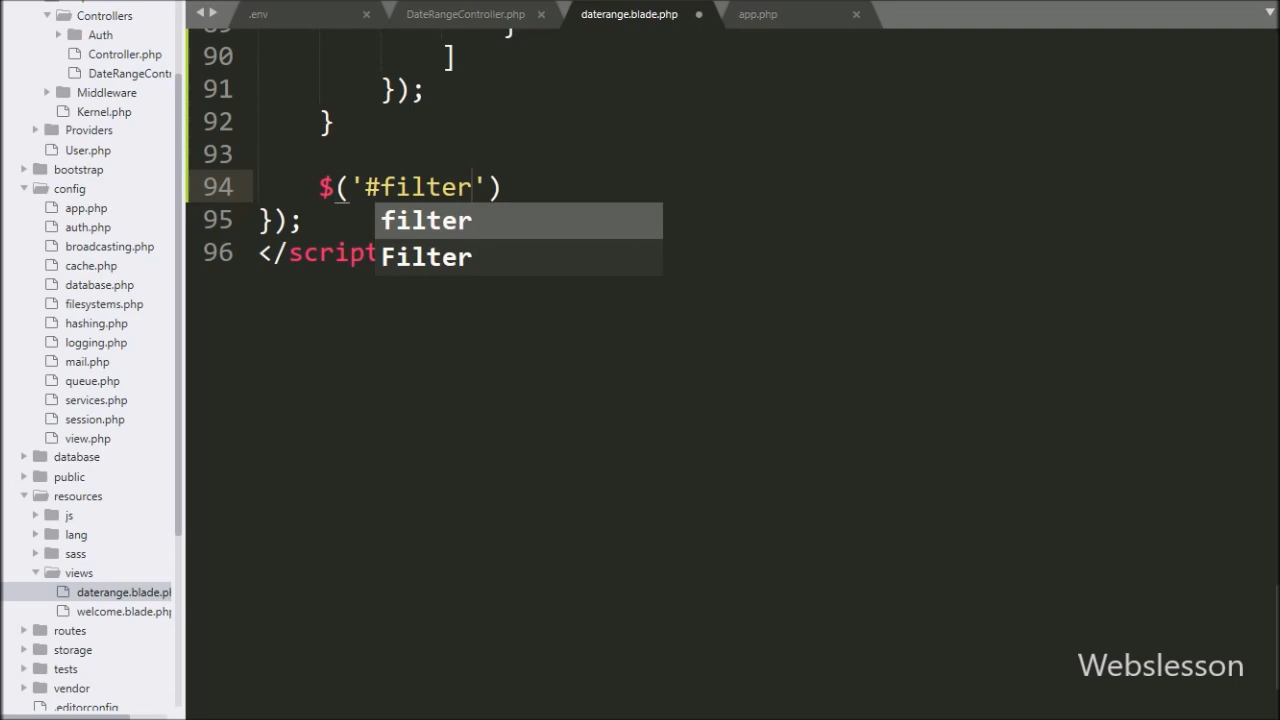 Controllers
Auth
Controller.php
DateRangeContr
Middleware
Kernel.php
Providers
User.php
bootstrap
config
app.php
auth.php
broadcasting.php
cache.php
database.php
filesystems.php
hashing.php
logging.php
mail.php
queue.php
services.php
session.php
view.php
database
public
resources
js
lang
sass
views
daterange.blade.ph
welcome.blade.php
routes
storage
tests
vendor
.editorconfig
.env
DateRangeController.php
daterange.blade.php
app.php
90 ]
91 });
92 }
93
94 $('#filter')
95 });
96 </script
filter
Filter
Webslesson